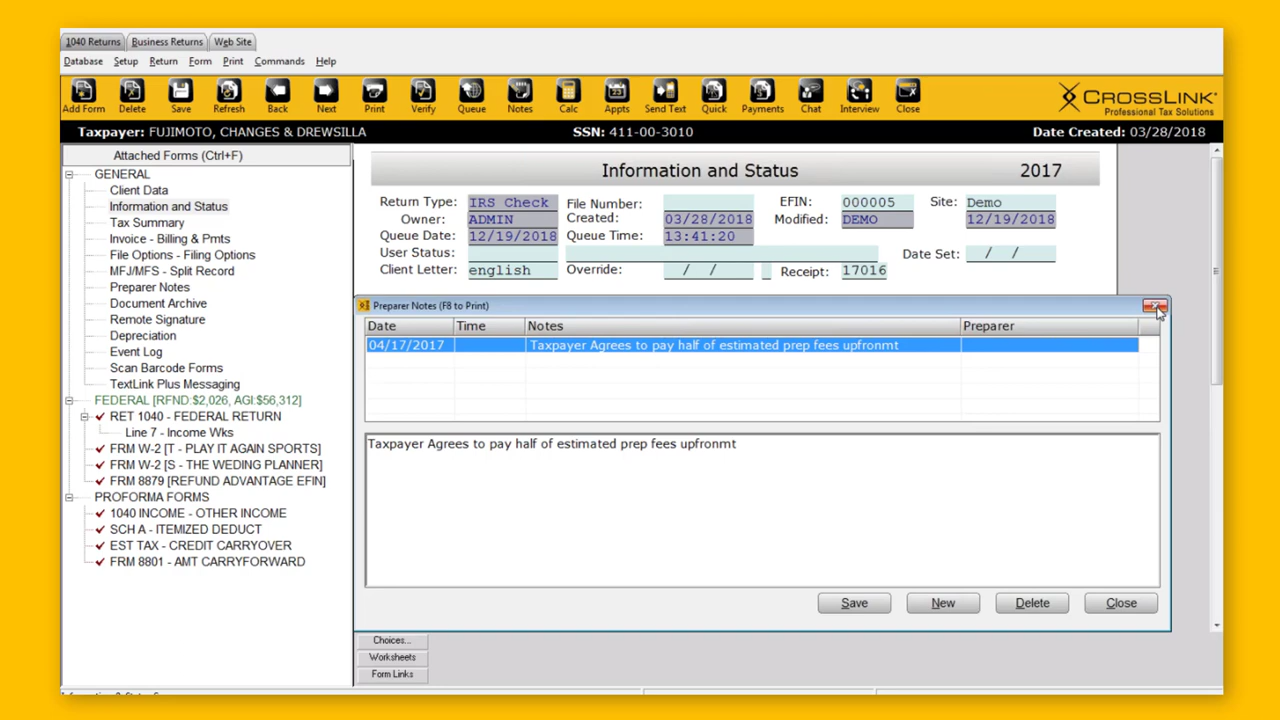 1040 Returns Business Returns Web Site
Database Setup Return Form Print Commands Help
Add Form Delete Save Refresh Back Next Print Verify Queue Notes Calc Appts Send Text Quick Payments Chat Interview Close
CROSSLINK
Professional Tax Solutions
Taxpayer: FUJIMOTO, CHANGES & DREWSILLA SSN: 411-00-3010 Date Created: 03/28/2018
Attached Forms (Ctrl+F)
GENERAL
Client Data
Information and Status
Tax Summary
Invoice - Billing & Pmts
File Options - Filing Options
MFJ/MFS - Split Record
Preparer Notes
Document Archive
Remote Signature
Depreciation
Event Log
Scan Barcode Forms
TextLink Plus Messaging
FEDERAL [RFND:$2,026, AGI:$56,312]
RET 1040 - FEDERAL RETURN
Line 7 - Income Wks
FRM W-2 [T - PLAY IT AGAIN SPORTS]
FRM W-2 [S - THE WEDING PLANNER]
FRM 8879 [REFUND ADVANTAGE EFIN]
PROFORMA FORMS
1040 INCOME - OTHER INCOME
SCH A - ITEMIZED DEDUCT
EST TAX - CREDIT CARRYOVER
FRM 8801 - AMT CARRYFORWARD
Information and Status 2017
Return Type: IRS Check File Number: EFIN: 000005 Site: Demo
Owner: ADMIN Created: 03/28/2018 Modified: DEMO 12/19/2018
Queue Date: 12/19/2018 Queue Time: 13:41:20
User Status: Date Set: / /
Client Letter: english Override: / / Receipt: 17016
Preparer Notes (F8 to Print)
Date Time Notes Preparer
04/17/2017 Taxpayer Agrees to pay half of estimated prep fees upfronmt
Taxpayer Agrees to pay half of estimated prep fees upfronmt
Save New Delete Close
Choices...
Worksheets
Form Links